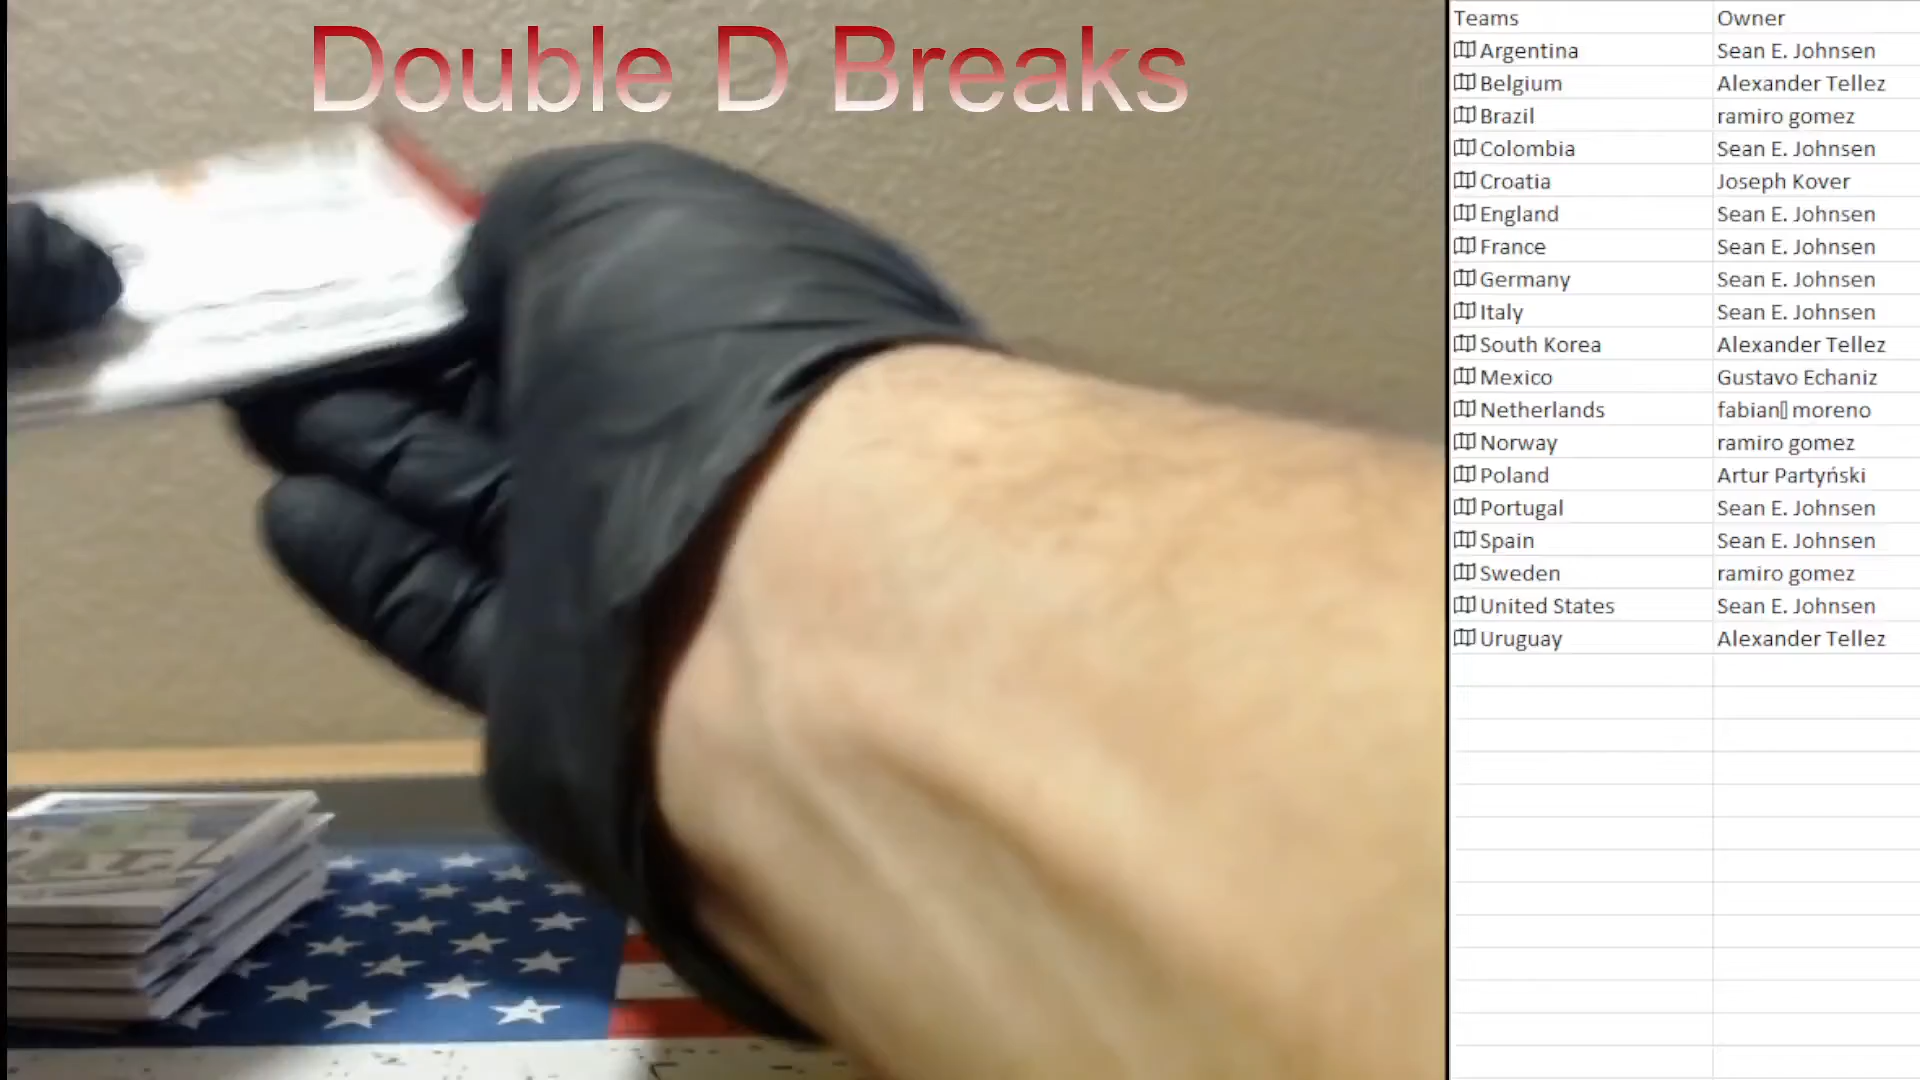 Double D Breaks
Teams Owner
Argentina Sean E. Johnsen
Belgium Alexander Tellez
Brazil ramiro gomez
Colombia Sean E. Johnsen
Croatia Joseph Kover
England Sean E. Johnsen
France Sean E. Johnsen
Germany Sean E. Johnsen
Italy Sean E. Johnsen
South Korea Alexander Tellez
Mexico Gustavo Echaniz
Netherlands fabian▯ moreno
Norway ramiro gomez
Poland Artur Partyński
Portugal Sean E. Johnsen
Spain Sean E. Johnsen
Sweden ramiro gomez
United States Sean E. Johnsen
Uruguay Alexander Tellez